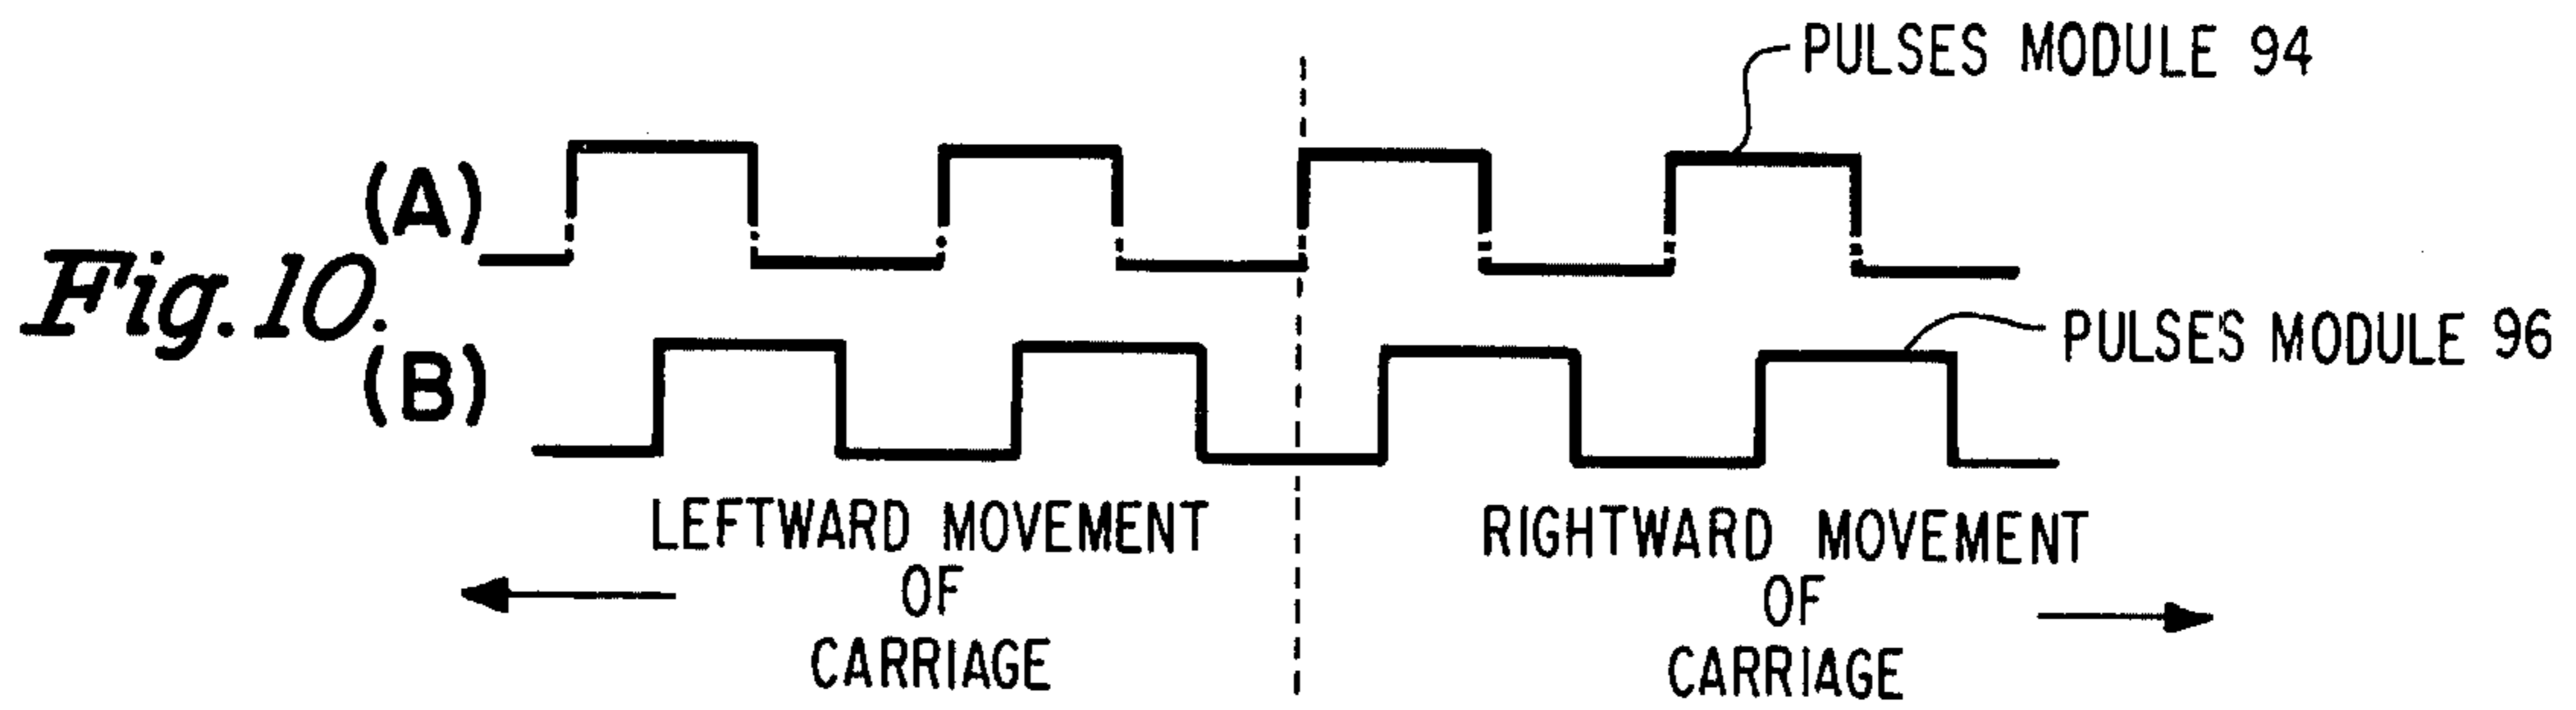 PULSES MODULE 94
(A)
Fig. 10.
(B)
PULSES MODULE 96
LEFTWARD MOVEMENT
OF
CARRIAGE
RIGHTWARD MOVEMENT
OF
CARRIAGE